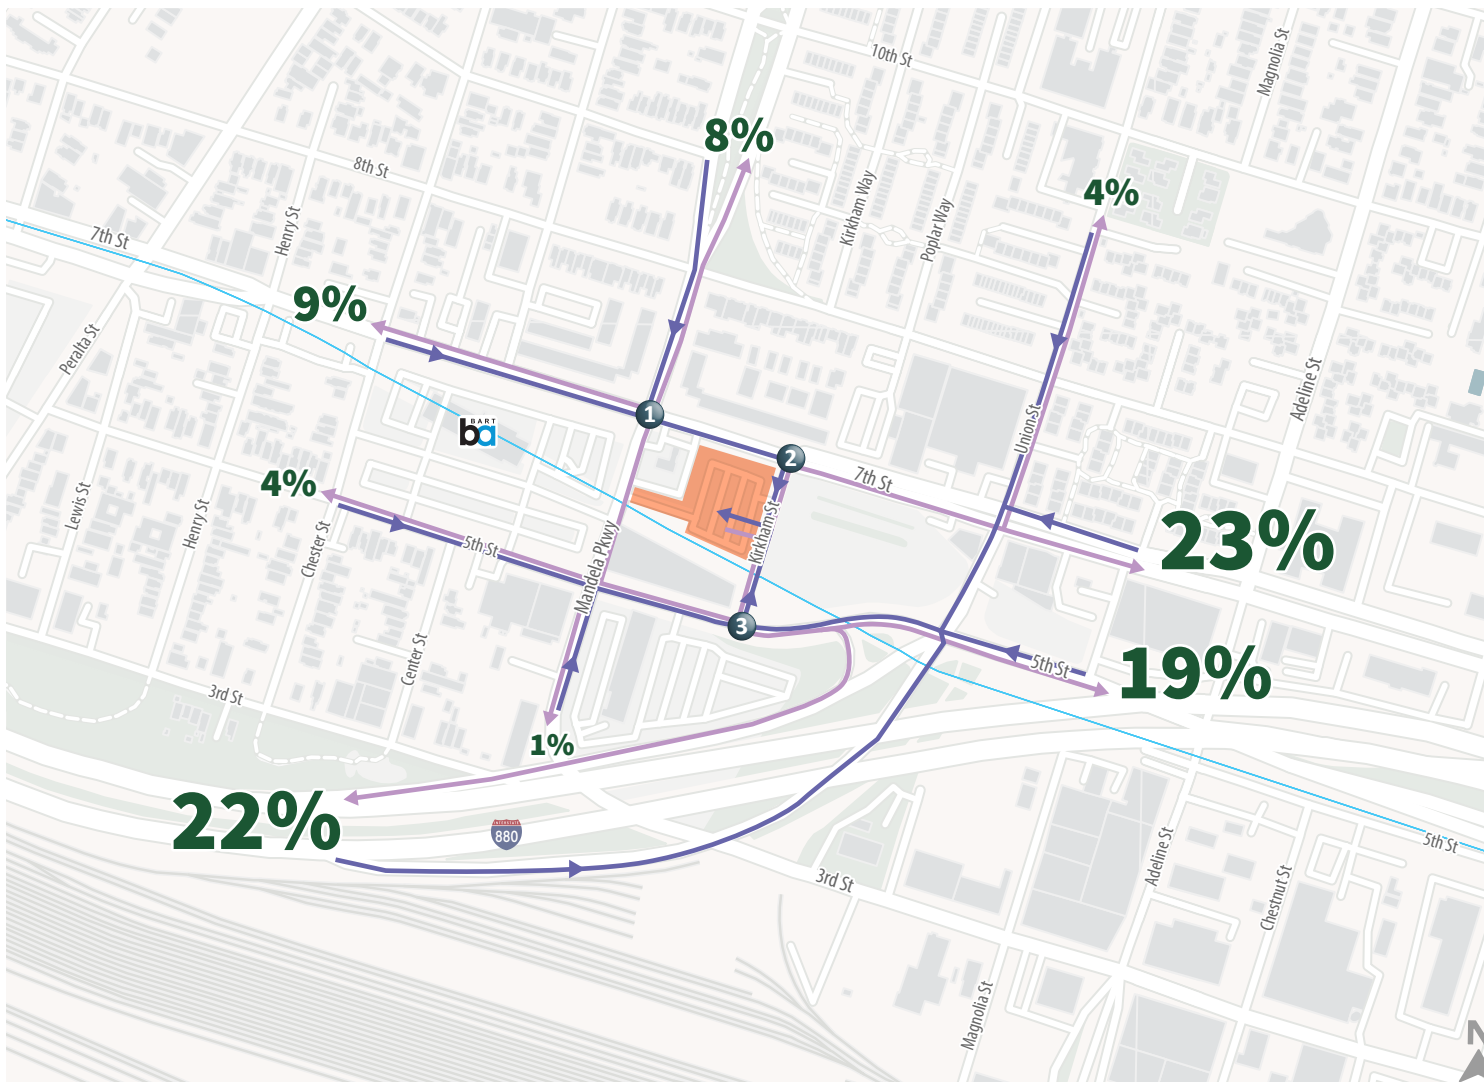 10th St
Magnolia St
8%
8th St
4%
Kirkham Way
Henry St
Poplar Way
7th St
9%
Peralta St
Adeline St
1
BART
ba
Union St
2
7th St
4%
Lewis St
Henry St
Chester St
5th St
Kirkham St
23%
Mandela Pkwy
3
Center St
5th St
19%
3rd St
1%
22%
880
5th St
3rd St
Adeline St
Chestnut St
Magnolia St
N